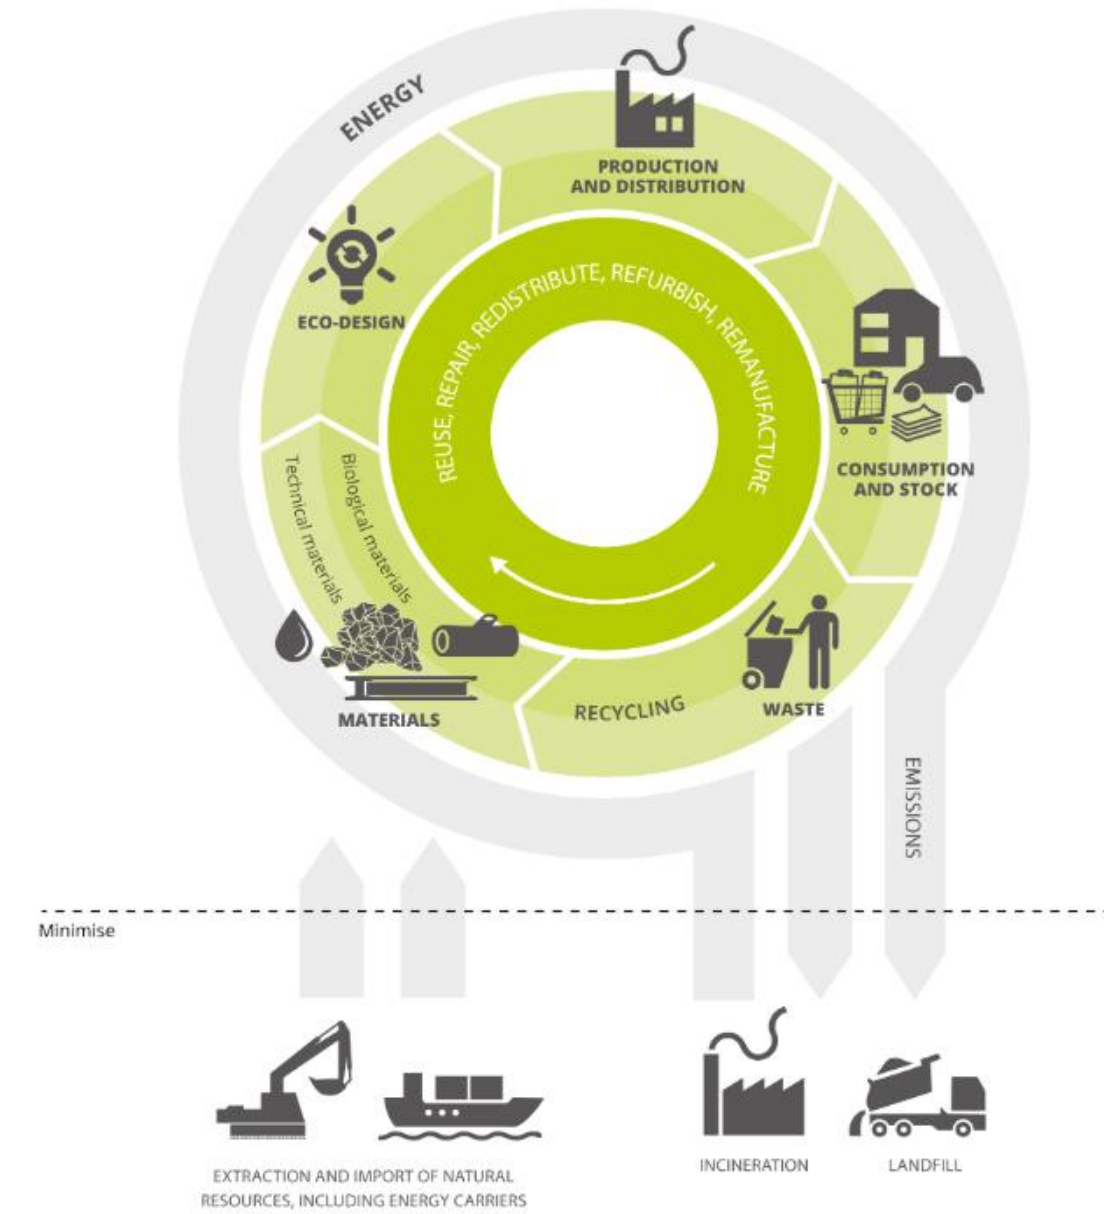 ENERGY
PRODUCTION
AND DISTRIBUTION
ECO-DESIGN
REUSE, REPAIR, REDISTRIBUTE, REFURBISH, REMANUFACTURE
CONSUMPTION
AND STOCK
Technical materials
Biological materials
MATERIALS
RECYCLING
WASTE
EMISSIONS
Minimise
EXTRACTION AND IMPORT OF NATURAL
RESOURCES, INCLUDING ENERGY CARRIERS
INCINERATION
LANDFILL